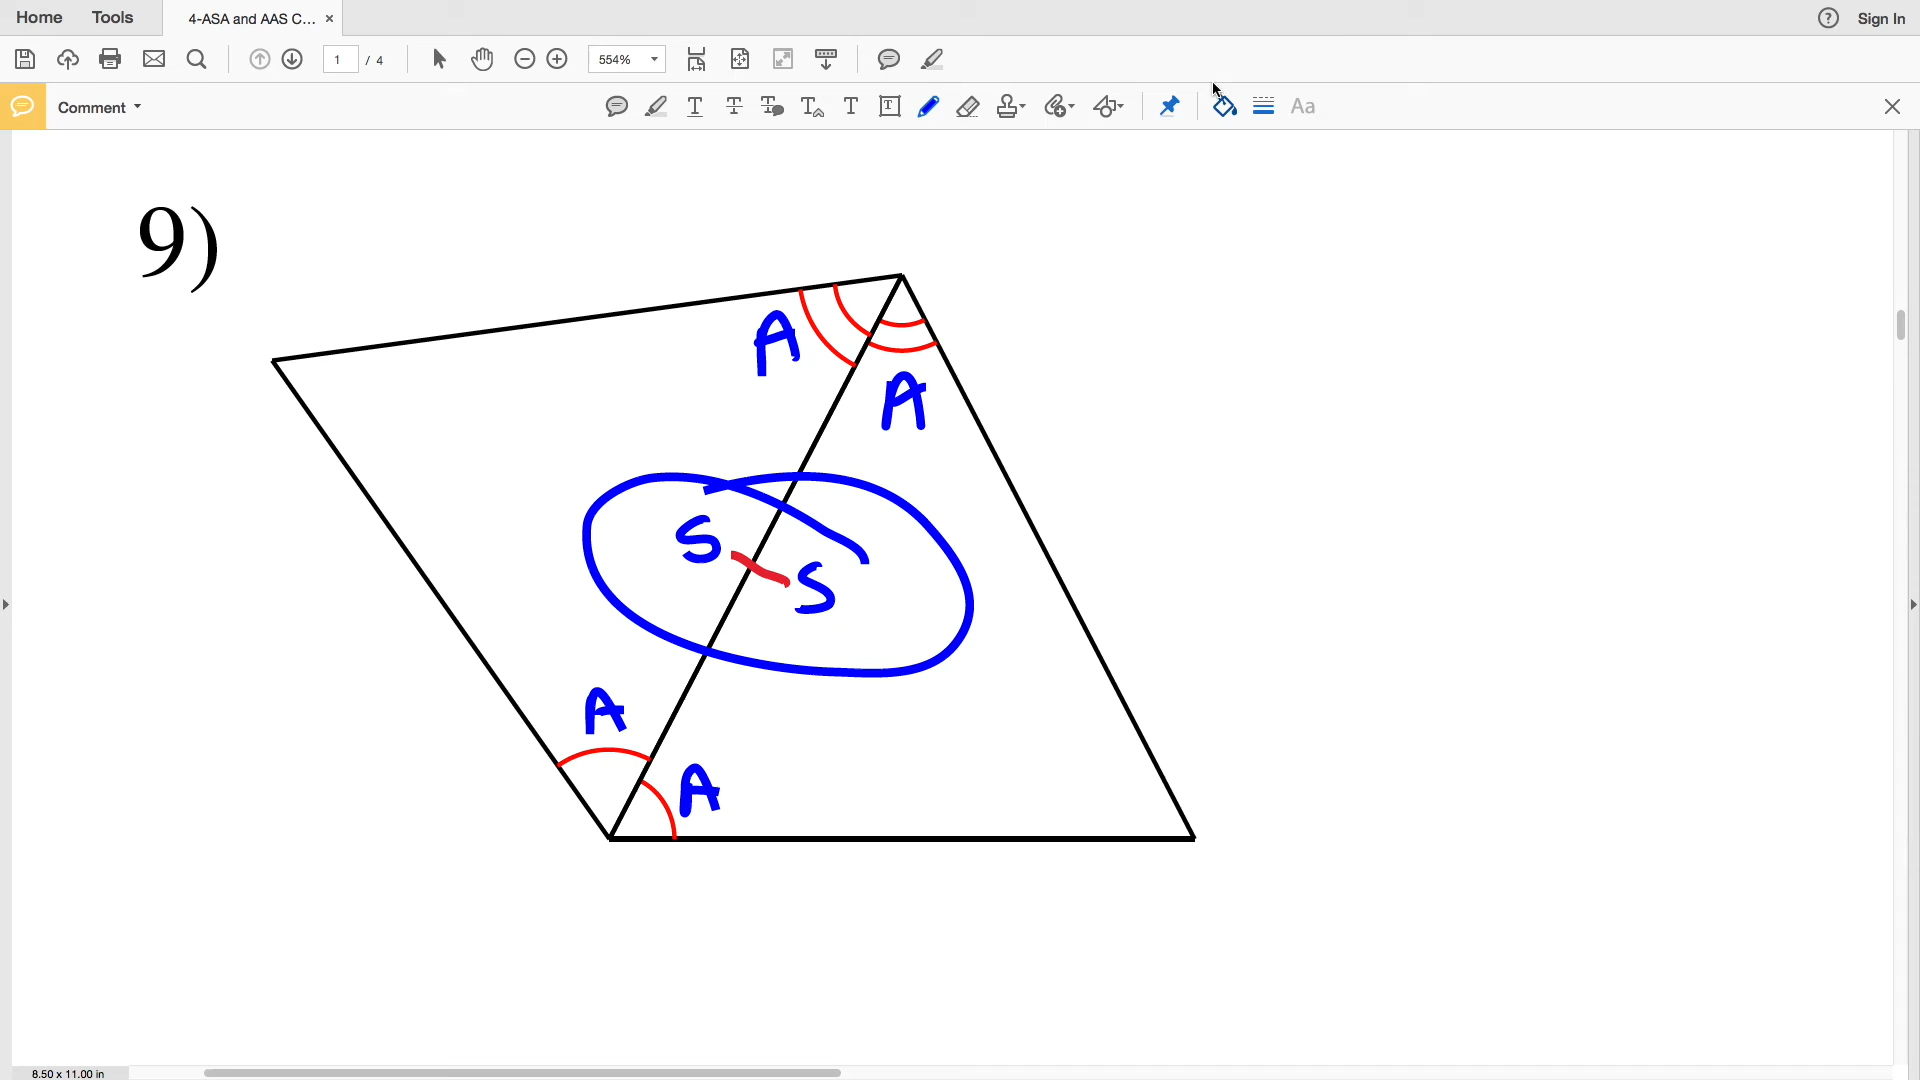 Home Tools 4-ASA and AAS C... × ? Sign In
1 / 4 554%
Comment T T T T T T Aa
9)
A
A
S
S
A
A
8.50 x 11.00 in